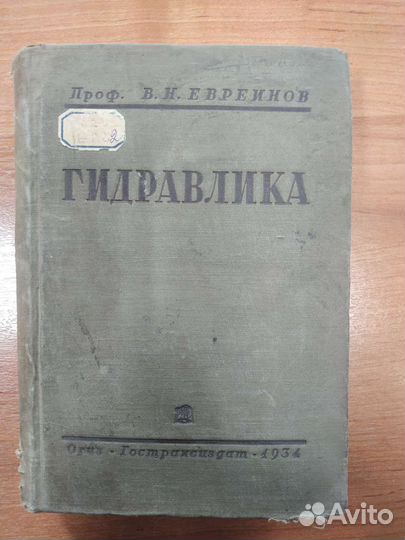 Проф. В.Н. ЕВРЕИНОВ
ГИДРАВЛИКА
Огиз - Гострансиздат - 1934
Avito